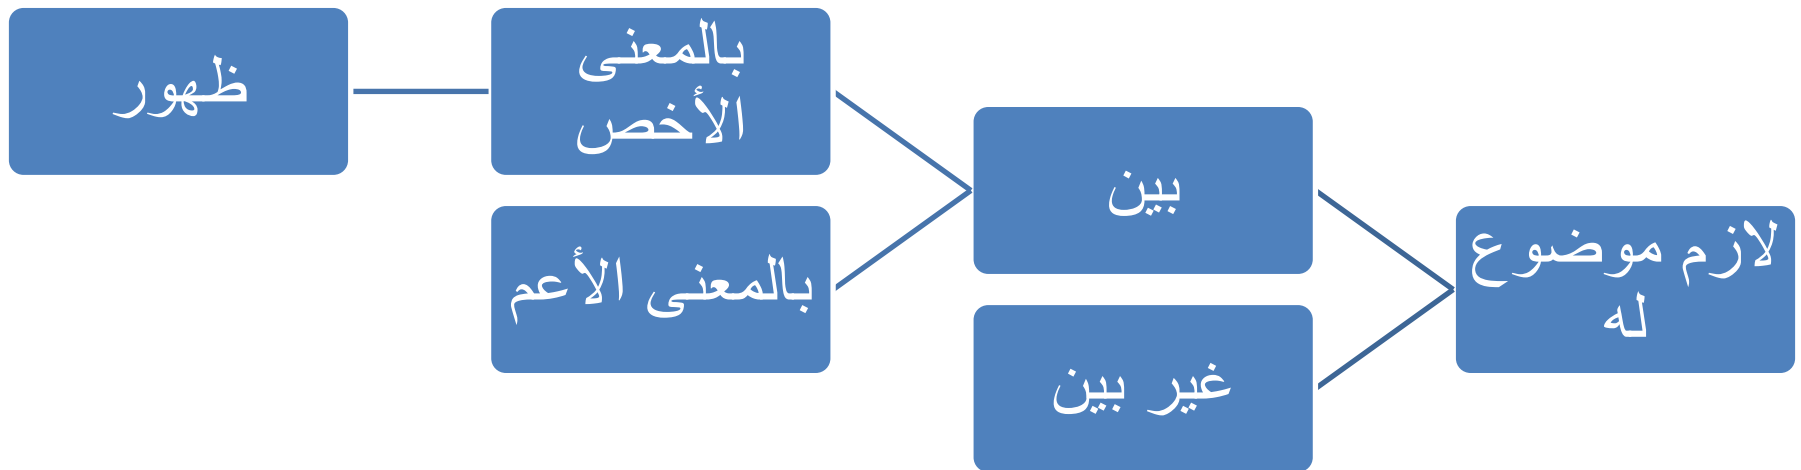 لازم موضوع
له
بين
غير بين
بالمعنى
الأخص
بالمعنى الأعم
ظهور